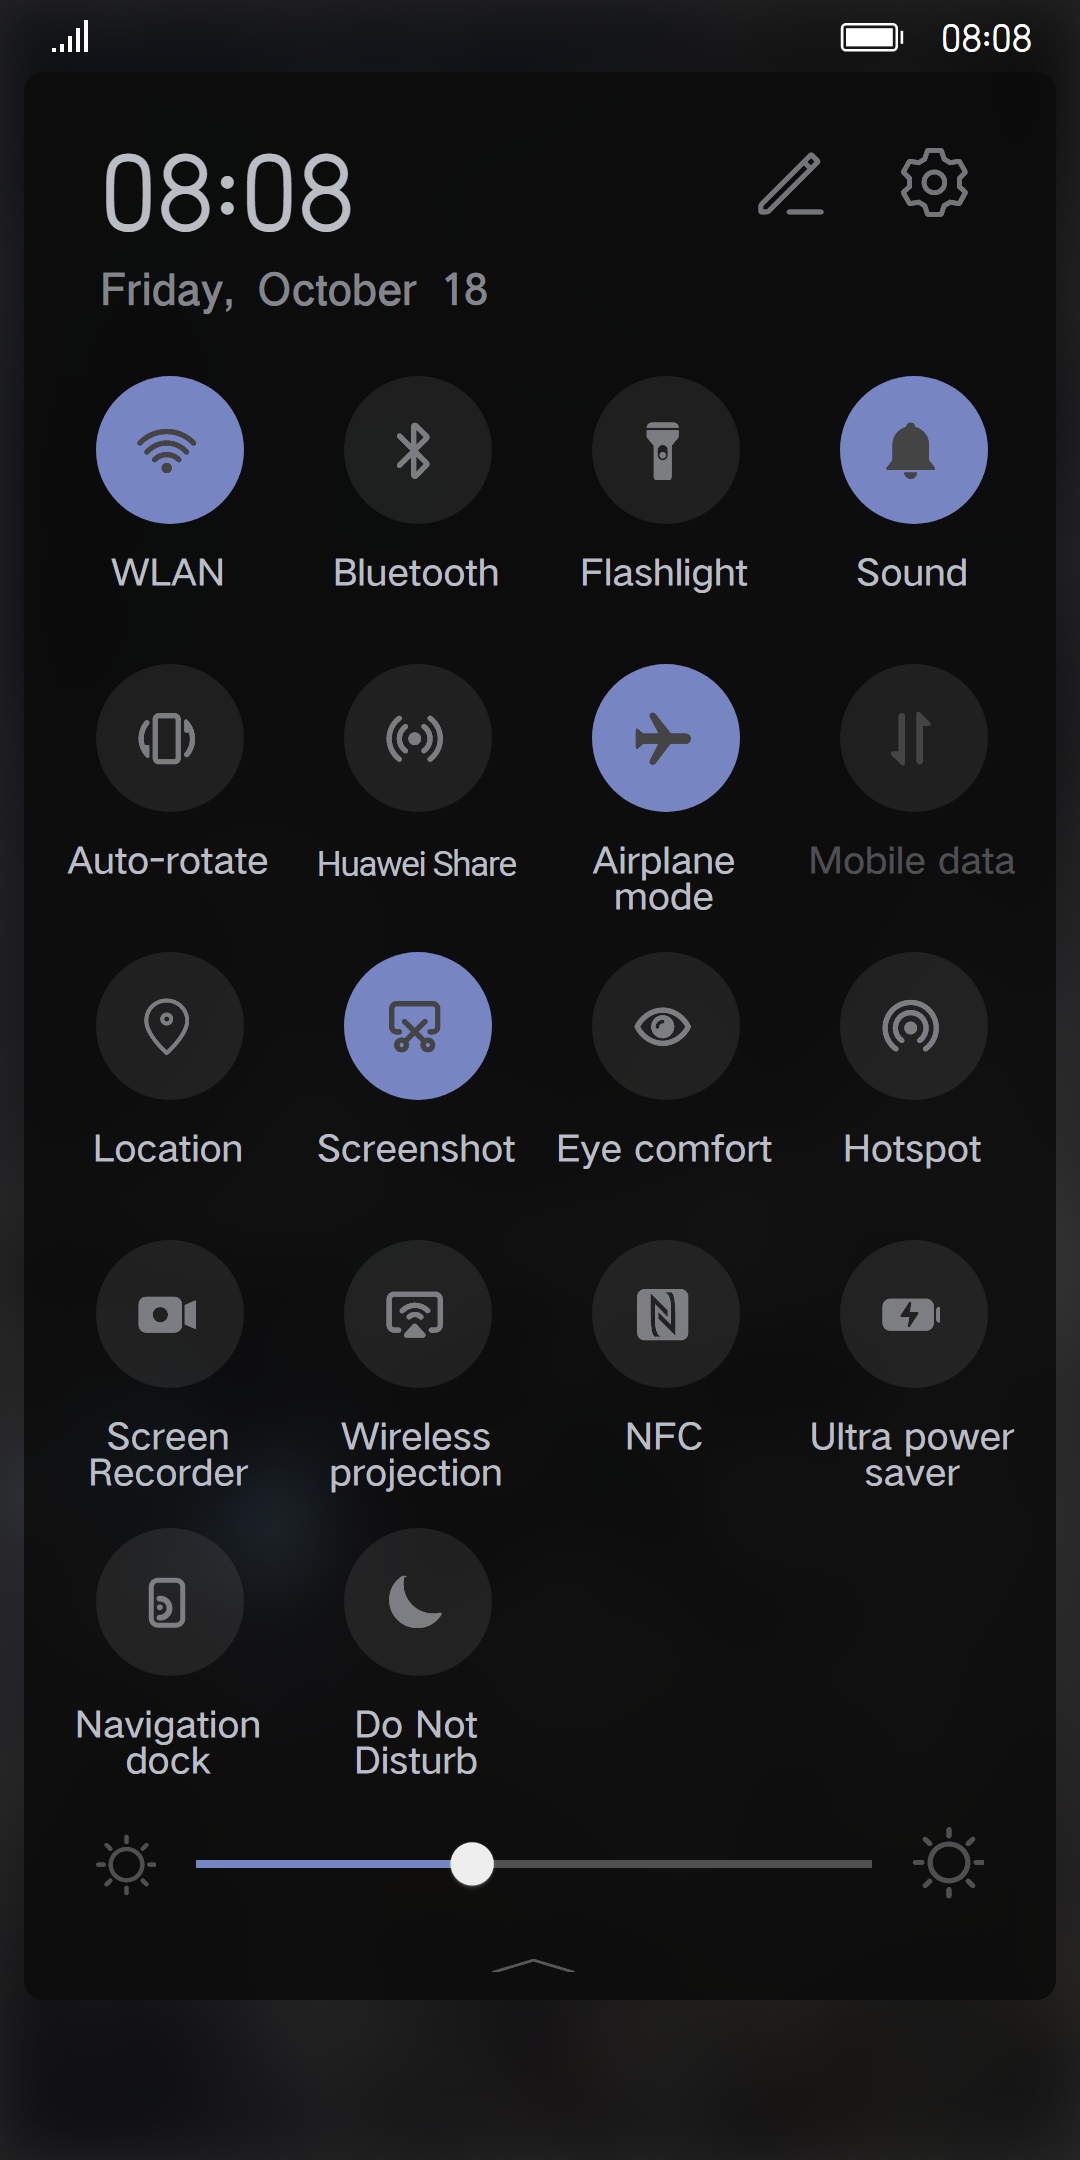 08:08
08:08
Friday, October 18
WLAN
Bluetooth
Flashlight
Sound
Auto-rotate
Huawei Share
Airplane
mode
Mobile data
Location
Screenshot
Eye comfort
Hotspot
Screen
Recorder
Wireless
projection
NFC
Ultra power
saver
Navigation
dock
Do Not
Disturb